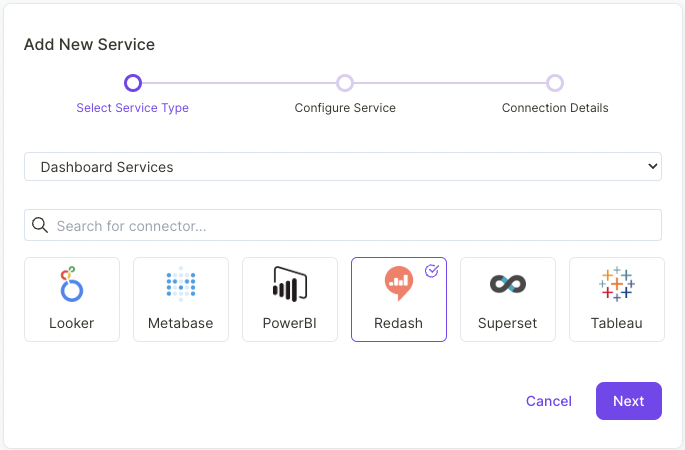 Add New Service
Select Service Type Configure Service Connection Details
Dashboard Services
Search for connector...
Looker Metabase PowerBI Redash Superset Tableau
Cancel Next